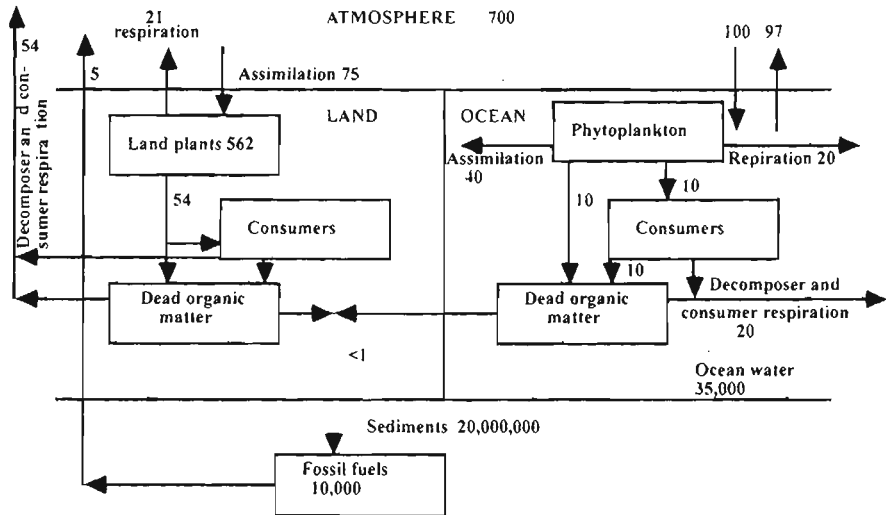 ATMOSPHERE 700
21
respiration
54
5
100 97
Assimilation 75
Decomposer an d con-
sumer respira tion
LAND
OCEAN
Land plants 562
Phytoplankton
Assimilation
40
Repiration 20
54
10
10
Consumers
Consumers
10
Dead organic
matter
Dead organic
matter
Decomposer and
consumer respiration
20
<1
Ocean water
35,000
Sediments 20,000,000
Fossil fuels
10,000